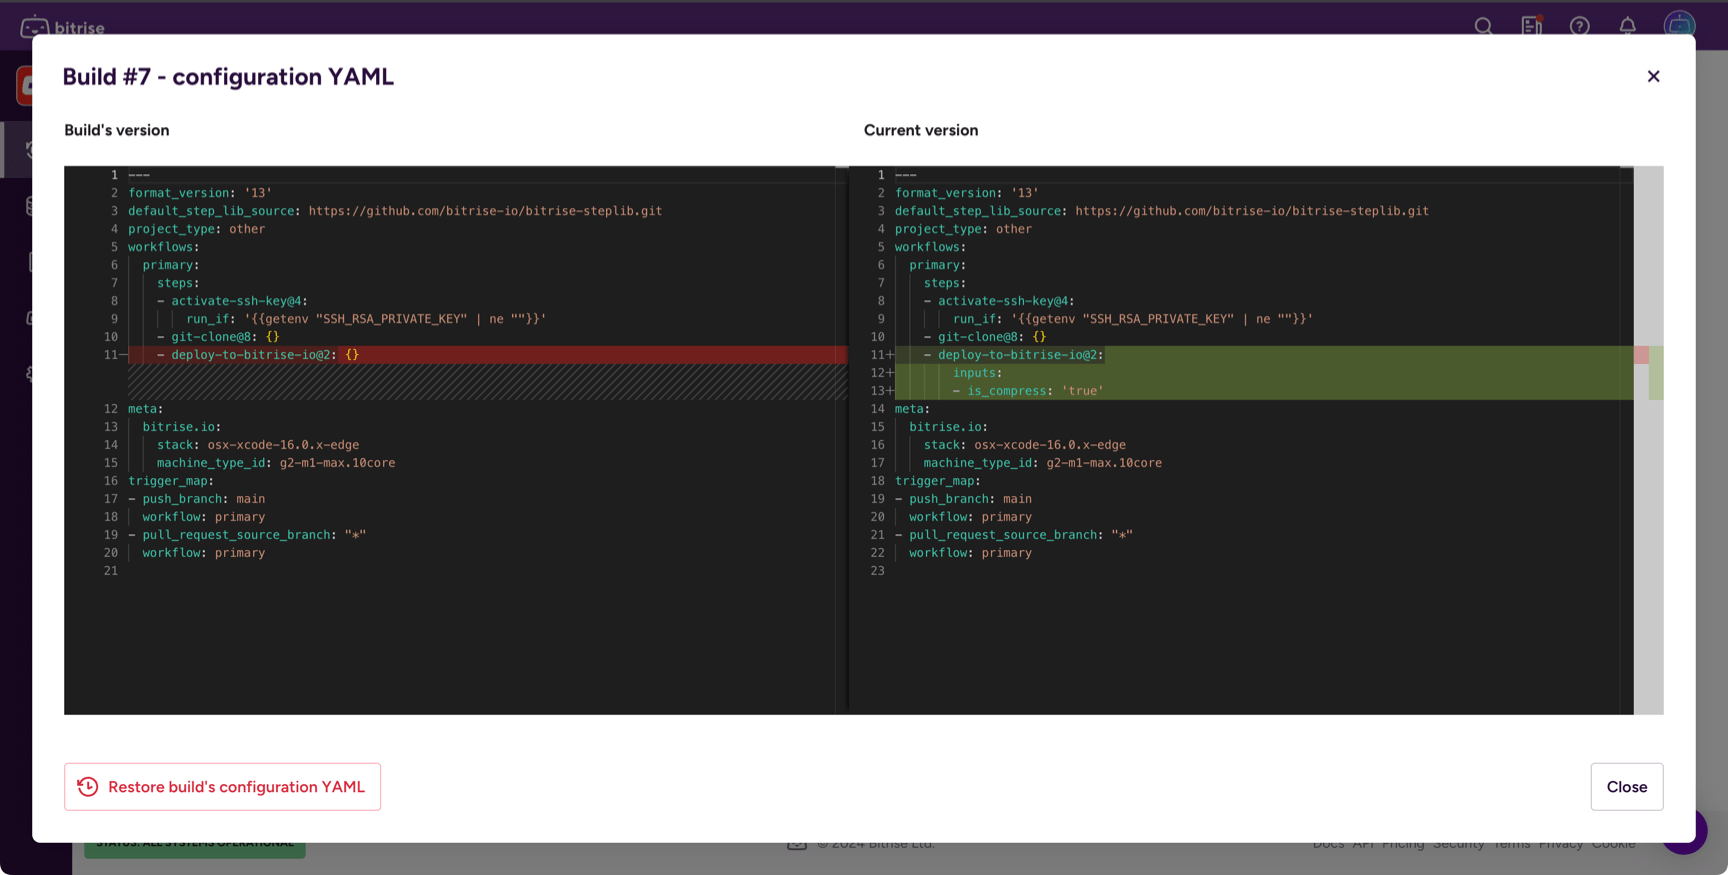 bitrise
Build #7 - configuration YAML
Build's version
1 ---
2 format_version: '13'
3 default_step_lib_source: https://github.com/bitrise-io/bitrise-steplib.git
4 project_type: other
5 workflows:
6 primary:
7 steps:
8 - activate-ssh-key@4:
9 run_if: '{{getenv "SSH_RSA_PRIVATE_KEY" | ne ""}}'
10 - git-clone@8: {}
11— - deploy-to-bitrise-io@2: {}
12 meta:
13 bitrise.io:
14 stack: osx-xcode-16.0.x-edge
15 machine_type_id: g2-m1-max.10core
16 trigger_map:
17 - push_branch: main
18 workflow: primary
19 - pull_request_source_branch: "*"
20 workflow: primary
21
Current version
1 ---
2 format_version: '13'
3 default_step_lib_source: https://github.com/bitrise-io/bitrise-steplib.git
4 project_type: other
5 workflows:
6 primary:
7 steps:
8 - activate-ssh-key@4:
9 run_if: '{{getenv "SSH_RSA_PRIVATE_KEY" | ne ""}}'
10 - git-clone@8: {}
11+ - deploy-to-bitrise-io@2:
12+ inputs:
13+ - is_compress: 'true'
14 meta:
15 bitrise.io:
16 stack: osx-xcode-16.0.x-edge
17 machine_type_id: g2-m1-max.10core
18 trigger_map:
19 - push_branch: main
20 workflow: primary
21 - pull_request_source_branch: "*"
22 workflow: primary
23
Restore build's configuration YAML
Close
STATUS: ALL SYSTEMS OPERATIONAL
© 2024 Bitrise Ltd.
Docs API Pricing Security Terms Privacy Cookie